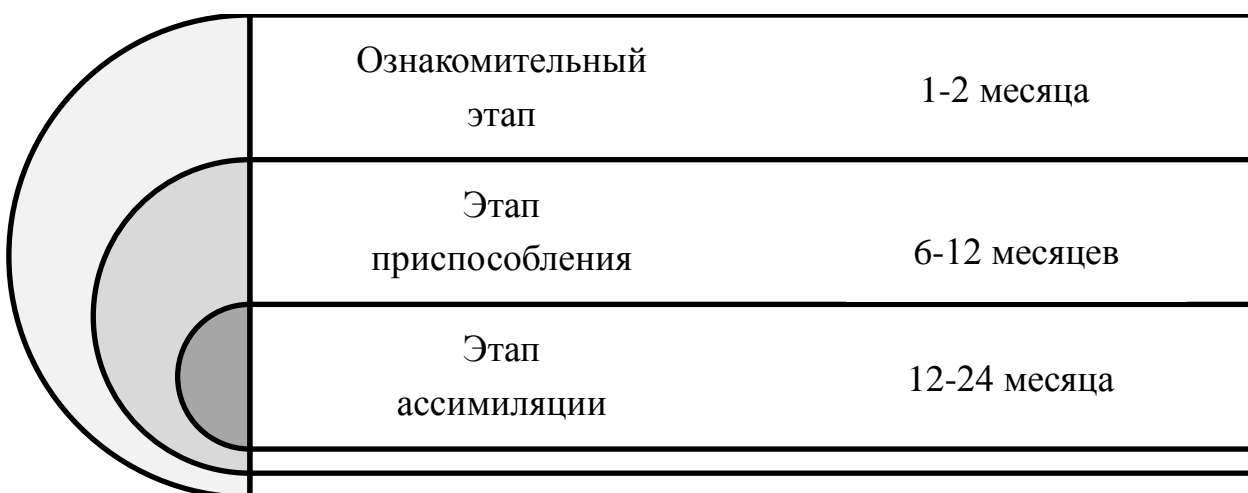 Ознакомительный
этап
1-2 месяца
Этап
приспособления
6-12 месяцев
Этап
ассимиляции
12-24 месяца